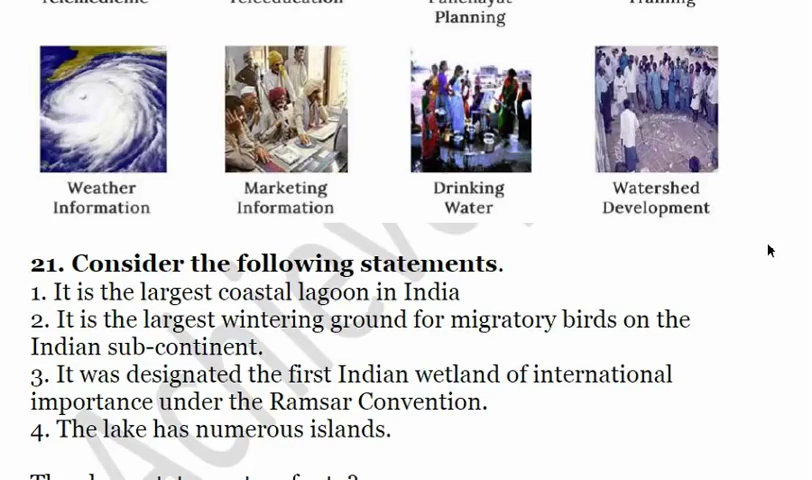 Planning
Weather Information
Marketing Information
Drinking Water
Watershed Development
21. Consider the following statements.
1. It is the largest coastal lagoon in India
2. It is the largest wintering ground for migratory birds on the
Indian sub-continent.
3. It was designated the first Indian wetland of international
importance under the Ramsar Convention.
4. The lake has numerous islands.